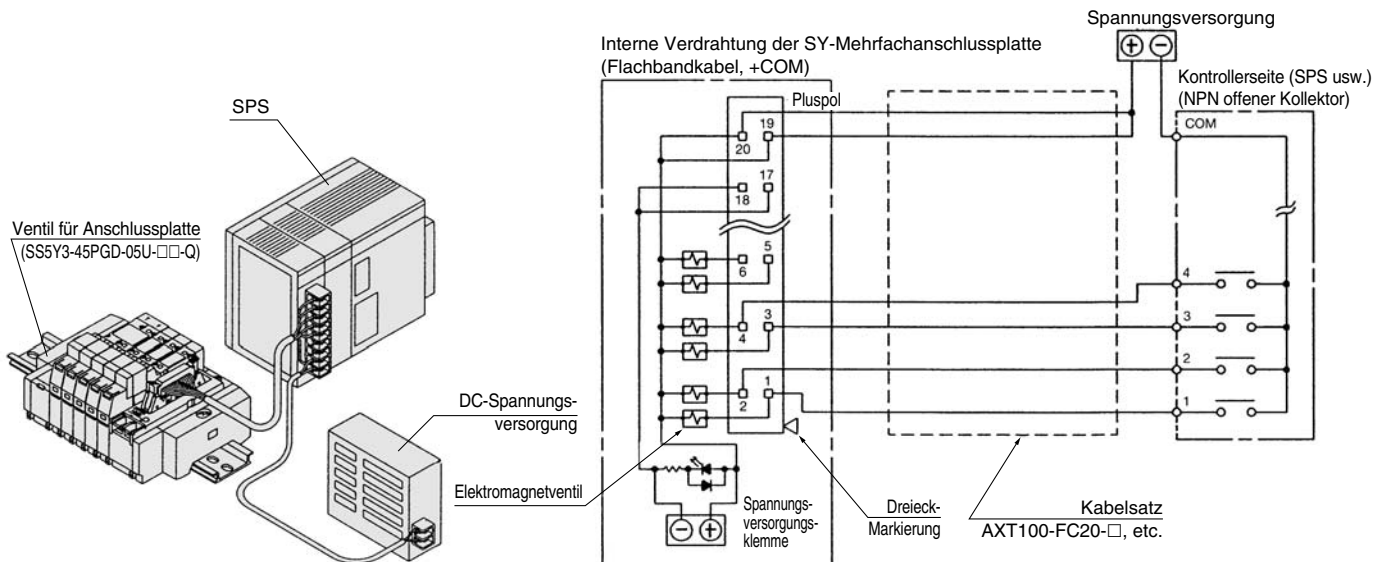 SPS
Ventil für Anschlussplatte
(SS5Y3-45PGD-05U-□□-Q)
DC-Spannungs-
versorgung
Interne Verdrahtung der SY-Mehrfachanschlussplatte
(Flachbandkabel, +COM)
Pluspol
19
20
17
18
5
6
3
4
1
2
Elektromagnetventil
Spannungs-
versorgungs-
klemme
Dreieck-
Markierung
Kabelsatz
AXT100-FC20-□, etc.
Spannungsversorgung
Kontrollerseite (SPS usw.)
(NPN offener Kollektor)
COM
4
3
2
1